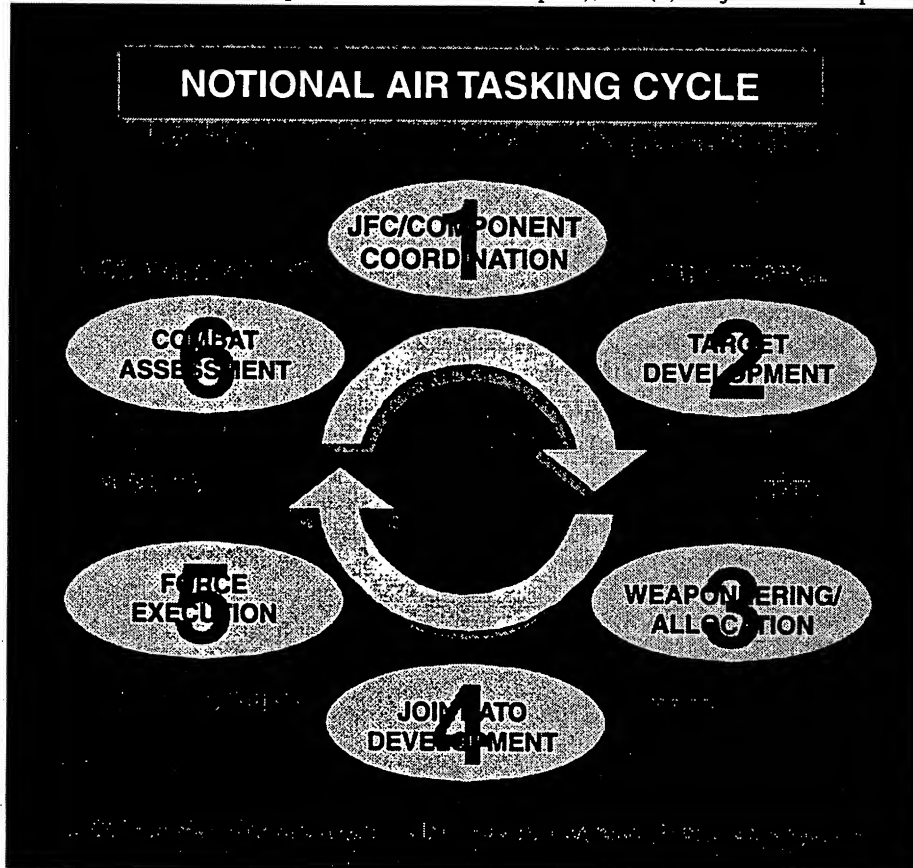 NOTIONAL AIR TASKING CYCLE
1
JFC/COMPONENT
COORDINATION
2
TARGET
DEVELOPMENT
3
WEAPONEERING/
ALLOCATION
4
JOINT ATO
DEVELOPMENT
5
FORCE
EXECUTION
6
COMBAT
ASSESSMENT